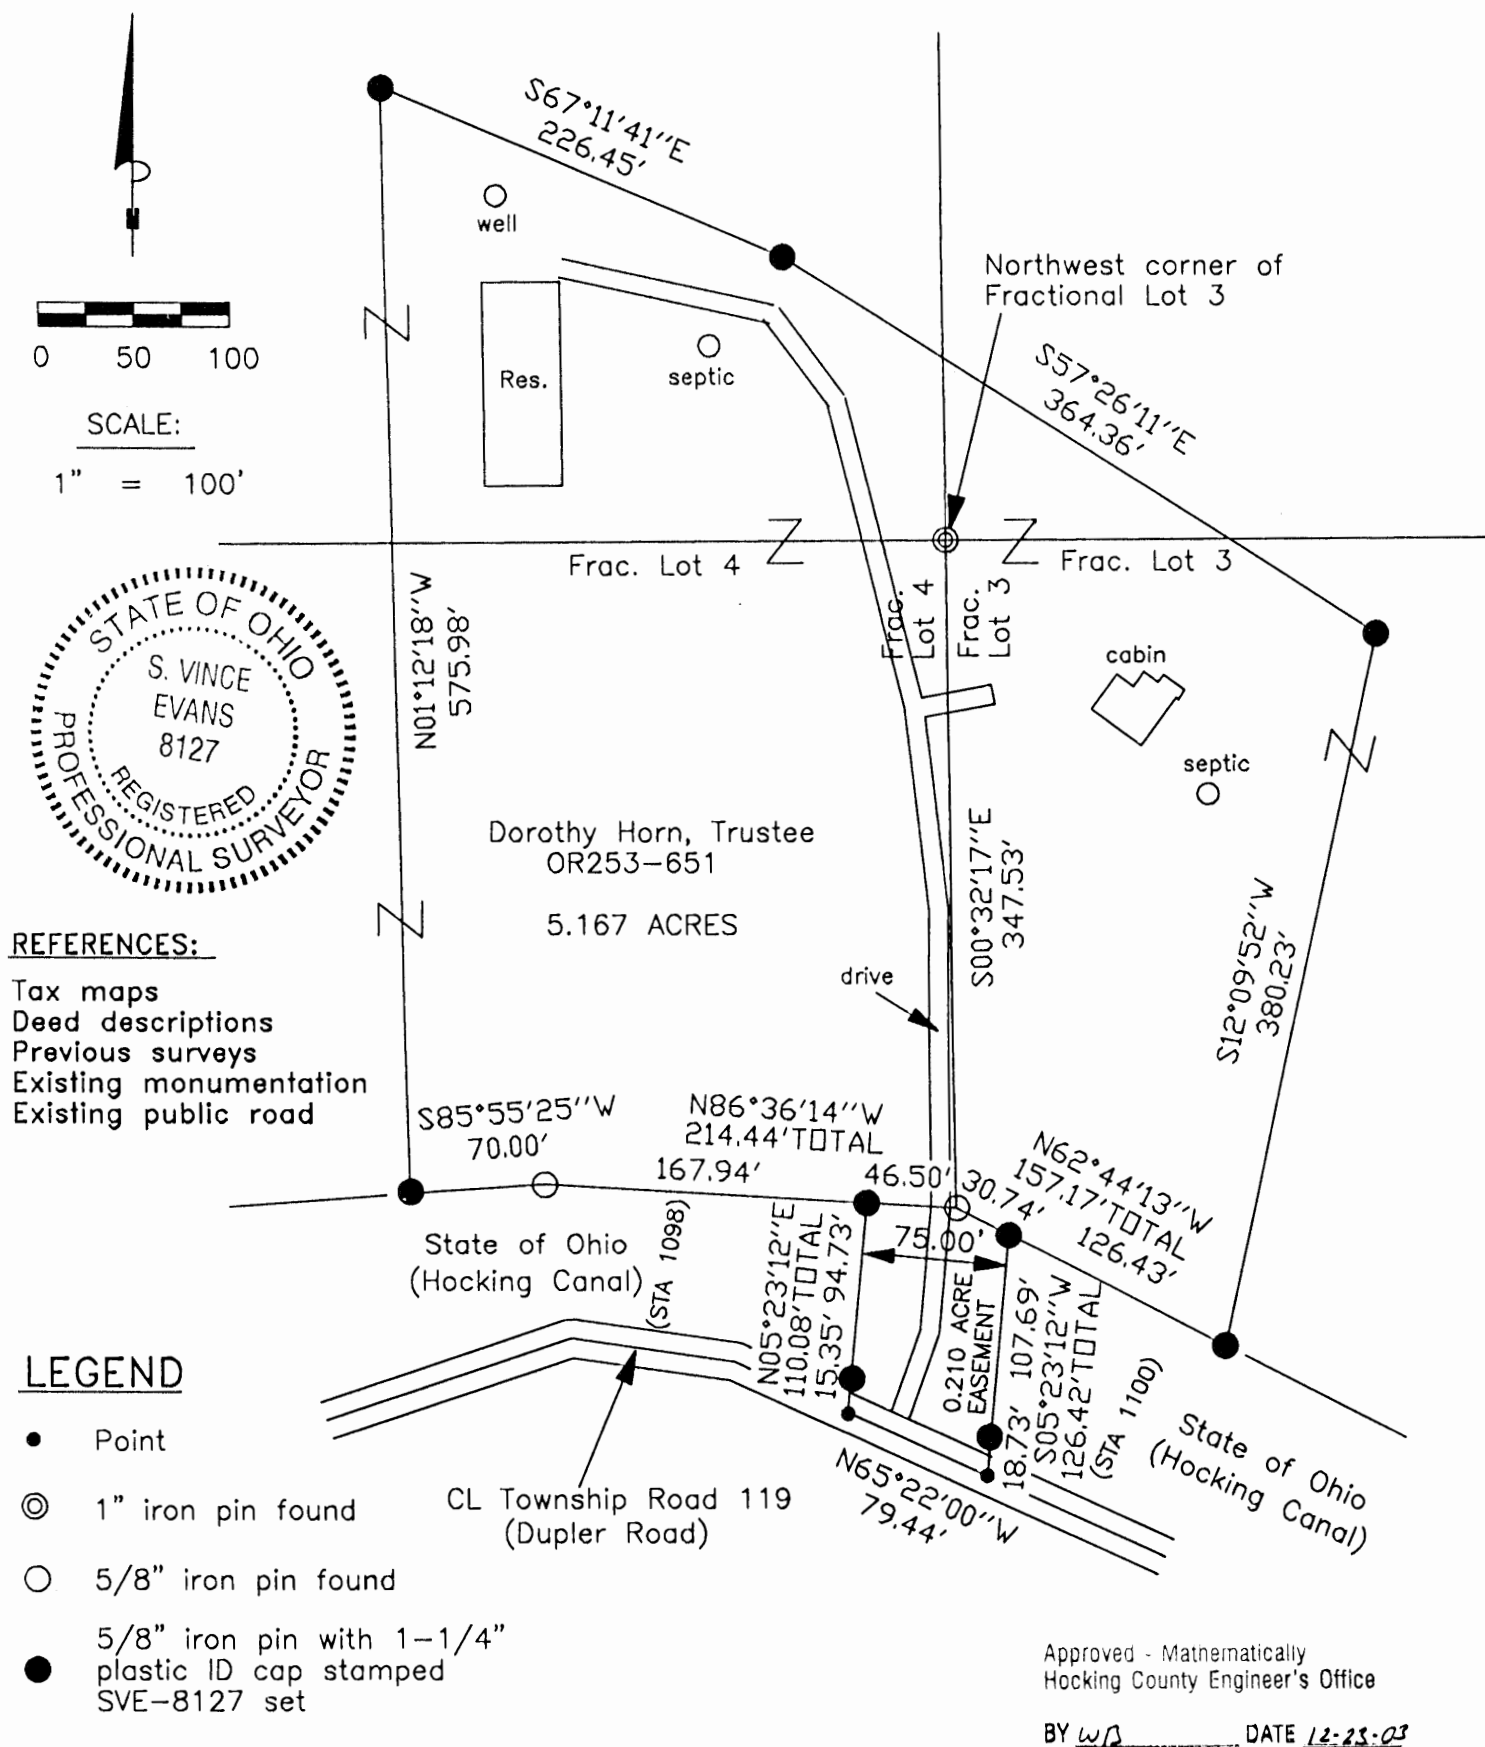 S67°11'41''E
226.45'
well
Northwest corner of
Fractional Lot 3
0 50 100
septic
Res.
S57°26'11''E
364.36'
SCALE:
1" = 100'
Frac. Lot 4
Frac. Lot 3
STATE OF OHIO
S. VINCE
EVANS
8127
REGISTERED
PROFESSIONAL SURVEYOR
N01°12'18''W
575.98'
Frac.
Lot 4
Frac.
Lot 3
cabin
septic
Dorothy Horn, Trustee
OR253-651
5.167 ACRES
S00°32'17''E
347.53'
S12°09'52''W
380.23'
REFERENCES:
Tax maps
Deed descriptions
Previous surveys
Existing monumentation
Existing public road
drive
S85°55'25''W
70.00'
N86°36'14''W
214.44'TOTAL
167.94'
46.50'
30.74'
N62°44'13''W
157.17'TOTAL
126.43'
75.00'
State of Ohio
(Hocking Canal)
(STA 1098)
N05°23'12''E
110.08'TOTAL
15.35' 94.73'
0.210 ACRE
EASEMENT
18.73' 107.69'
S05°23'12''W
126.42'TOTAL
(STA 1100)
State of Ohio
(Hocking Canal)
N65°22'00''W
79.44'
CL Township Road 119
(Dupler Road)
LEGEND
Point
1" iron pin found
5/8" iron pin found
5/8" iron pin with 1-1/4"
plastic ID cap stamped
SVE-8127 set
Approved - Mathematically
Hocking County Engineer's Office
BY WB DATE 12-23-03